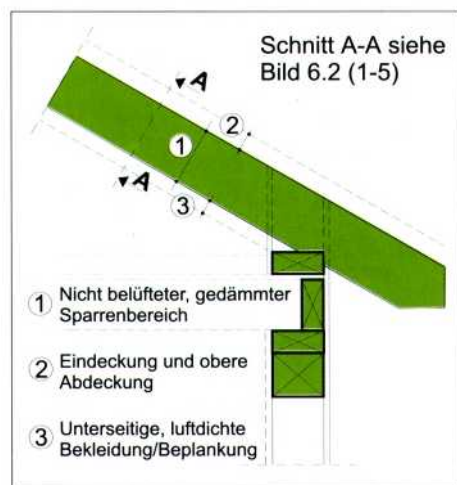 Schnitt A-A siehe
Bild 6.2 (1-5)
A
2
1
A
3
1 Nicht belüfteter, gedämmter
Sparrenbereich
2 Eindeckung und obere
Abdeckung
3 Unterseitige, luftdichte
Bekleidung/Beplankung